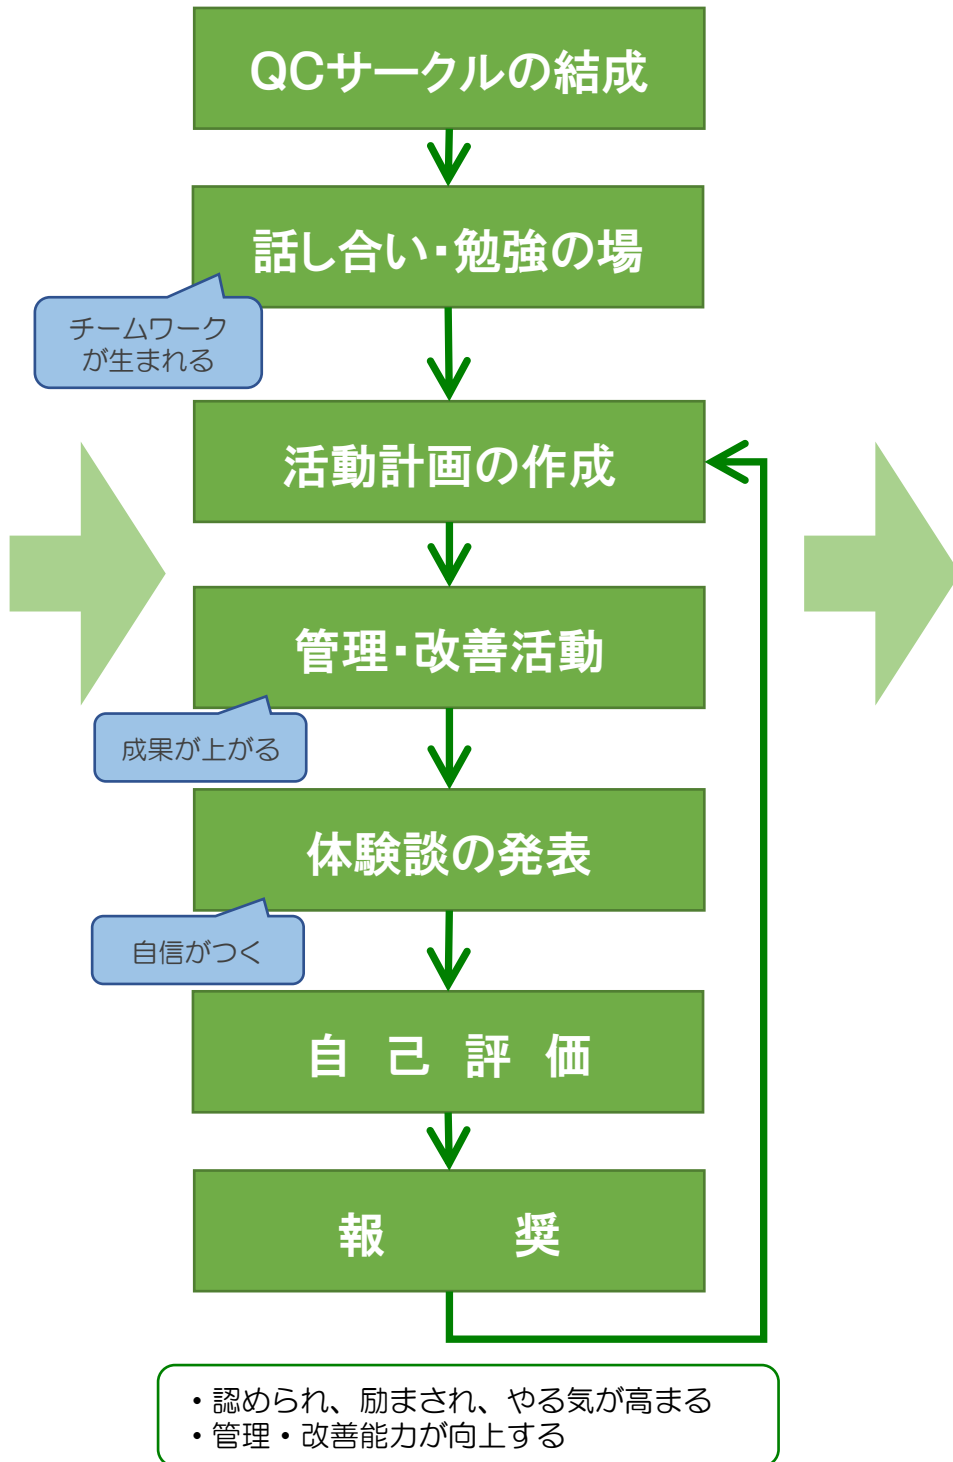 QCサークルの結成
話し合い・勉強の場
チームワーク
が生まれる
活動計画の作成
管理・改善活動
成果が上がる
体験談の発表
自信がつく
自 己 評 価
報 奨
・認められ、励まされ、やる気が高まる
・管理・改善能力が向上する